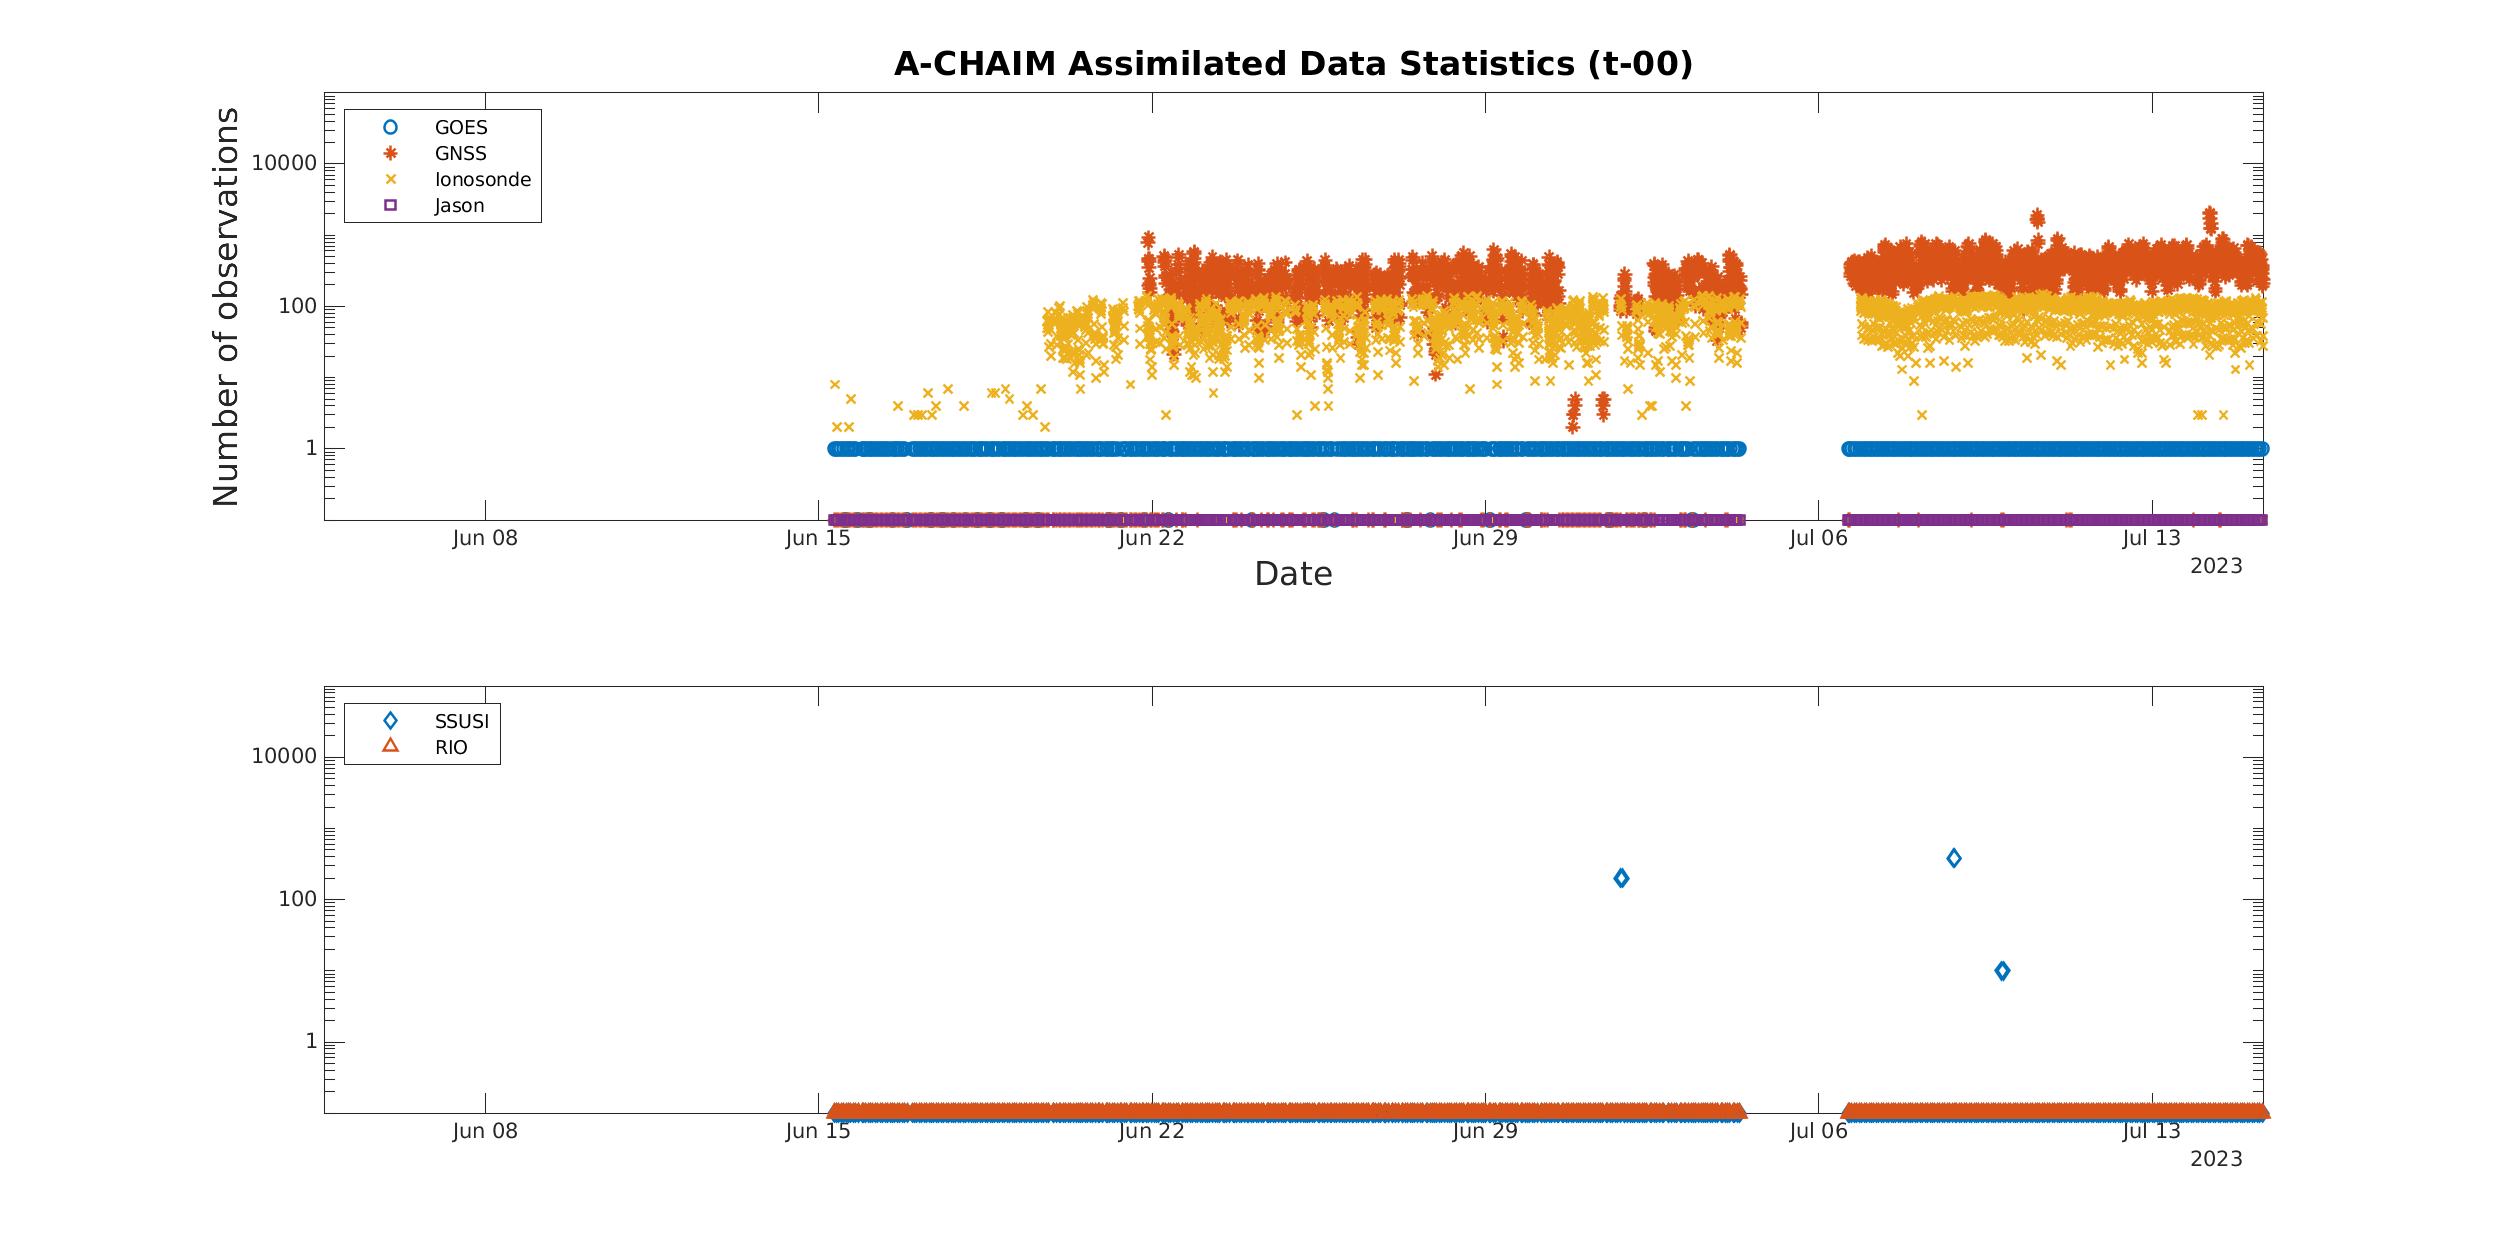 A-CHAIM Assimilated Data Statistics (t-00)
Number of observations
10000
100
1
GOES
GNSS
Ionosonde
Jason
Jun 08
Jun 15
Jun 22
Jun 29
Jul 06
Jul 13
2023
Date
10000
100
1
SSUSI
RIO
Jun 08
Jun 15
Jun 22
Jun 29
Jul 06
Jul 13
2023